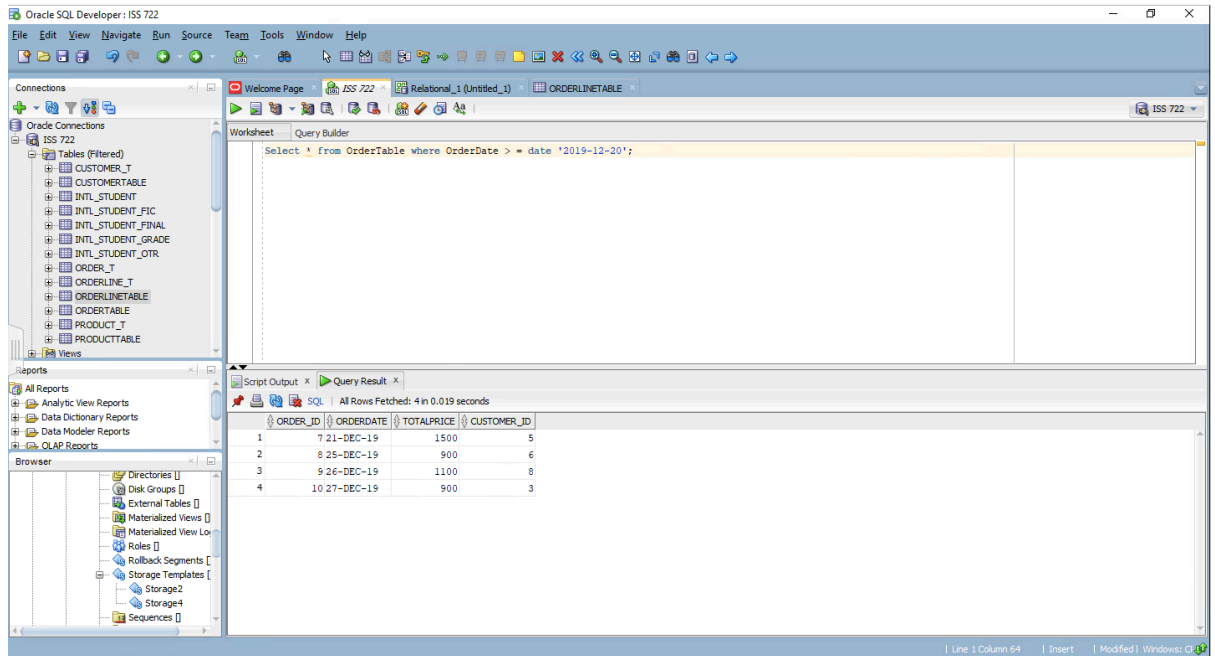 Oracle SQL Developer : ISS 722
File Edit View Navigate Run Source Team Tools Window Help
Connections
Welcome Page
ISS 722
Relational_1 (Untitled_1)
ORDERLINETABLE
ISS 722
Oracle Connections
ISS 722
Tables (Filtered)
CUSTOMER_T
CUSTOMERTABLE
INTL_STUDENT
INTL_STUDENT_FIC
INTL_STUDENT_FINAL
INTL_STUDENT_GRADE
INTL_STUDENT_OTR
ORDER_T
ORDERLINE_T
ORDERLINETABLE
ORDERTABLE
PRODUCT_T
PRODUCTTABLE
Views
Worksheet Query Builder
Select * from OrderTable where OrderDate > = date '2019-12-20';
Reports
All Reports
Analytic View Reports
Data Dictionary Reports
Data Modeler Reports
OLAP Reports
Browser
Directories []
Disk Groups []
External Tables []
Materialized Views []
Materialized View Lo
Roles []
Rollback Segments [
Storage Templates [
Storage2
Storage4
Sequences []
Script Output x Query Result x
SQL | All Rows Fetched: 4 in 0.019 seconds
ORDER_ID ORDERDATE TOTALPRICE CUSTOMER_ID
1 7 21-DEC-19 1500 5
2 8 25-DEC-19 900 6
3 9 26-DEC-19 1100 8
4 10 27-DEC-19 900 3
| Line 1 Column 64 | Insert | Modified | Windows: C